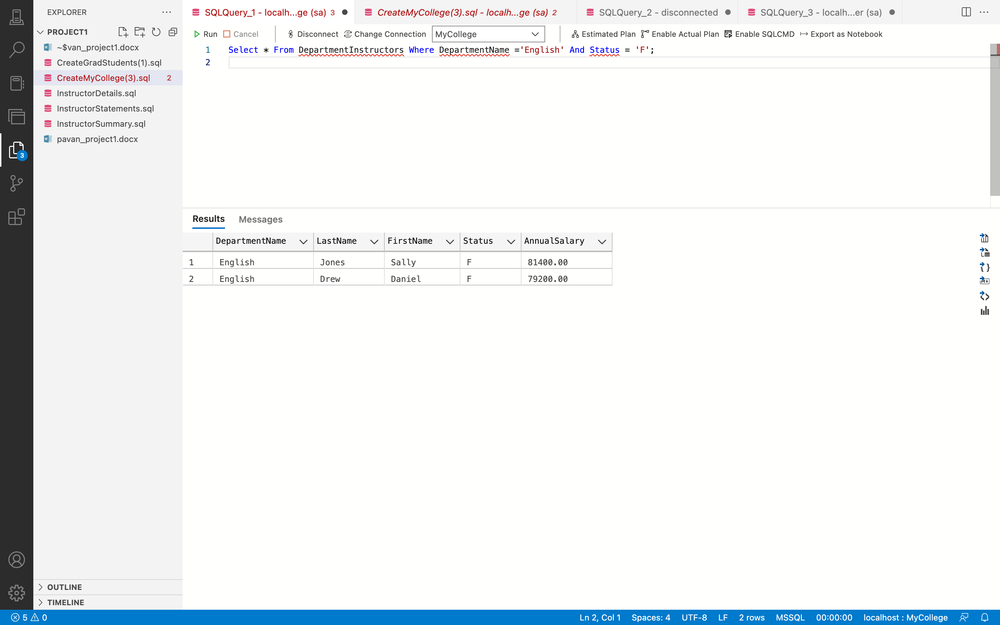 EXPLORER
PROJECT1
~$van_project1.docx
CreateGradStudents(1).sql
CreateMyCollege(3).sql 2
InstructorDetails.sql
InstructorStatements.sql
InstructorSummary.sql
pavan_project1.docx
3
OUTLINE
TIMELINE
SQLQuery_1 - localh...ge (sa) 3
CreateMyCollege(3).sql - localh...ge (sa) 2
SQLQuery_2 - disconnected
SQLQuery_3 - localh...er (sa)
Run Cancel Disconnect Change Connection MyCollege Estimated Plan Enable Actual Plan Enable SQLCMD Export as Notebook
1 Select * From DepartmentInstructors Where DepartmentName ='English' And Status = 'F';
2
Results Messages
DepartmentName LastName FirstName Status AnnualSalary
1 English Jones Sally F 81400.00
2 English Drew Daniel F 79200.00
5 0 Ln 2, Col 1 Spaces: 4 UTF-8 LF 2 rows MSSQL 00:00:00 localhost : MyCollege